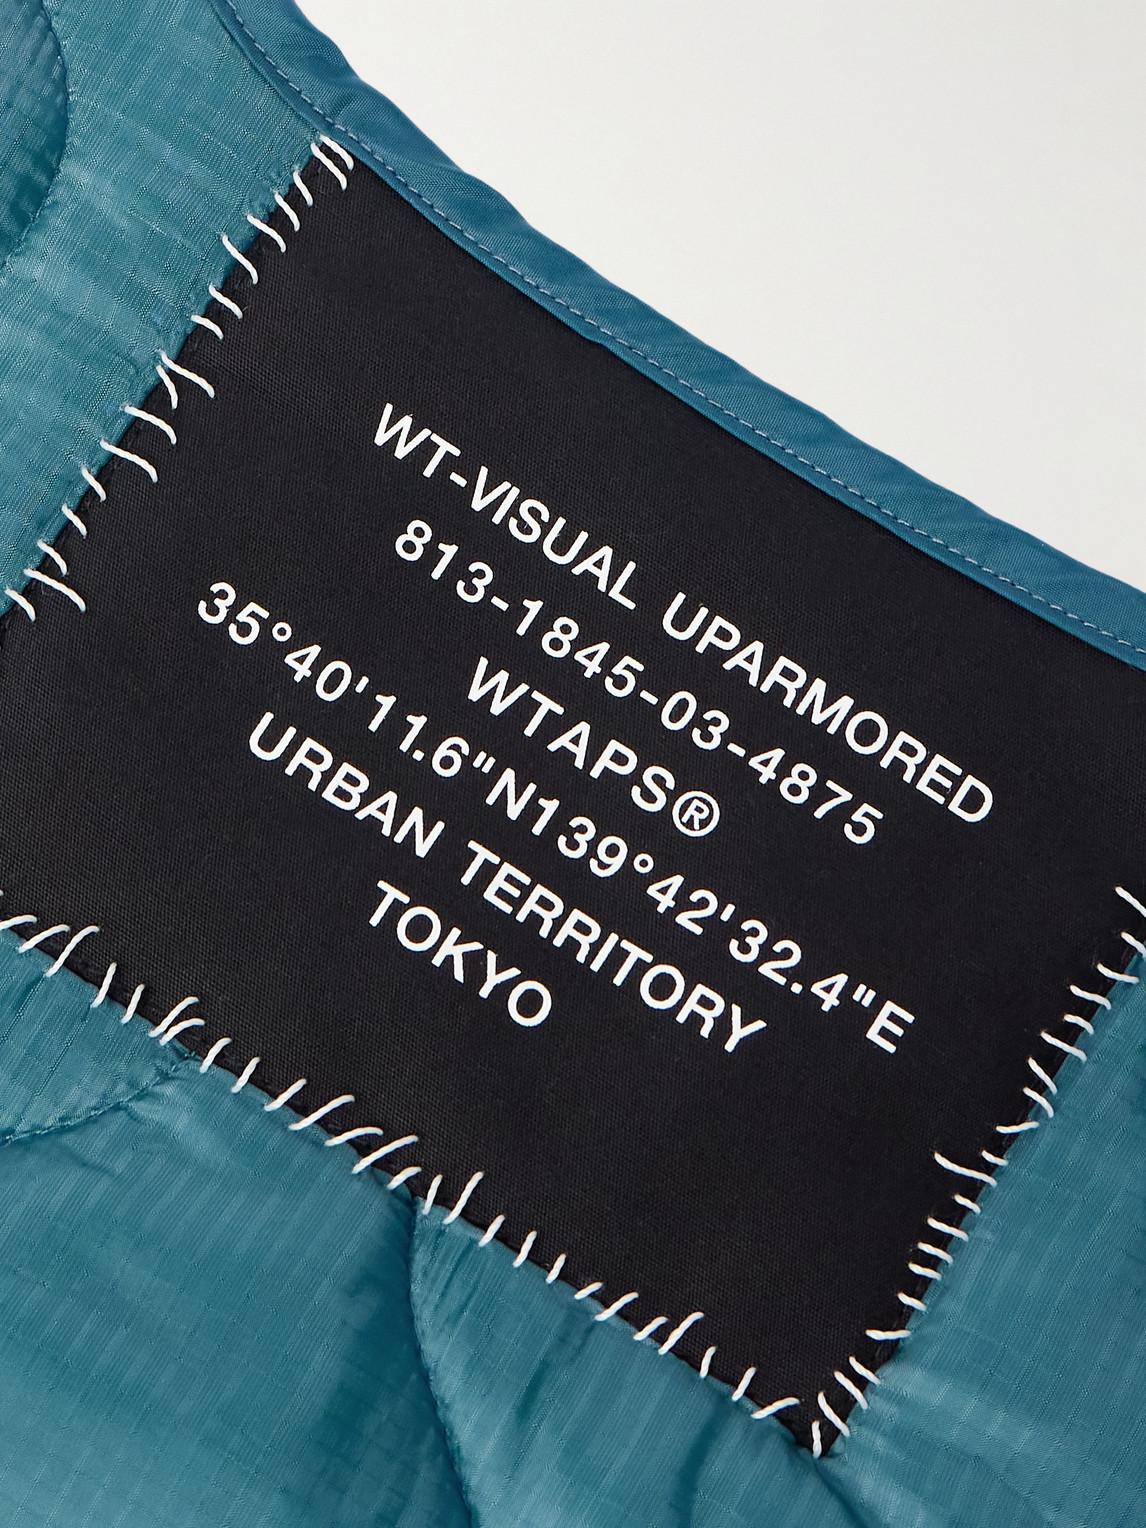 WT-VISUAL UPARMORED
813-1845-03-4875
WTAPS®
35°40'11.6"N139°42'32.4"E
URBAN TERRITORY
TOKYO